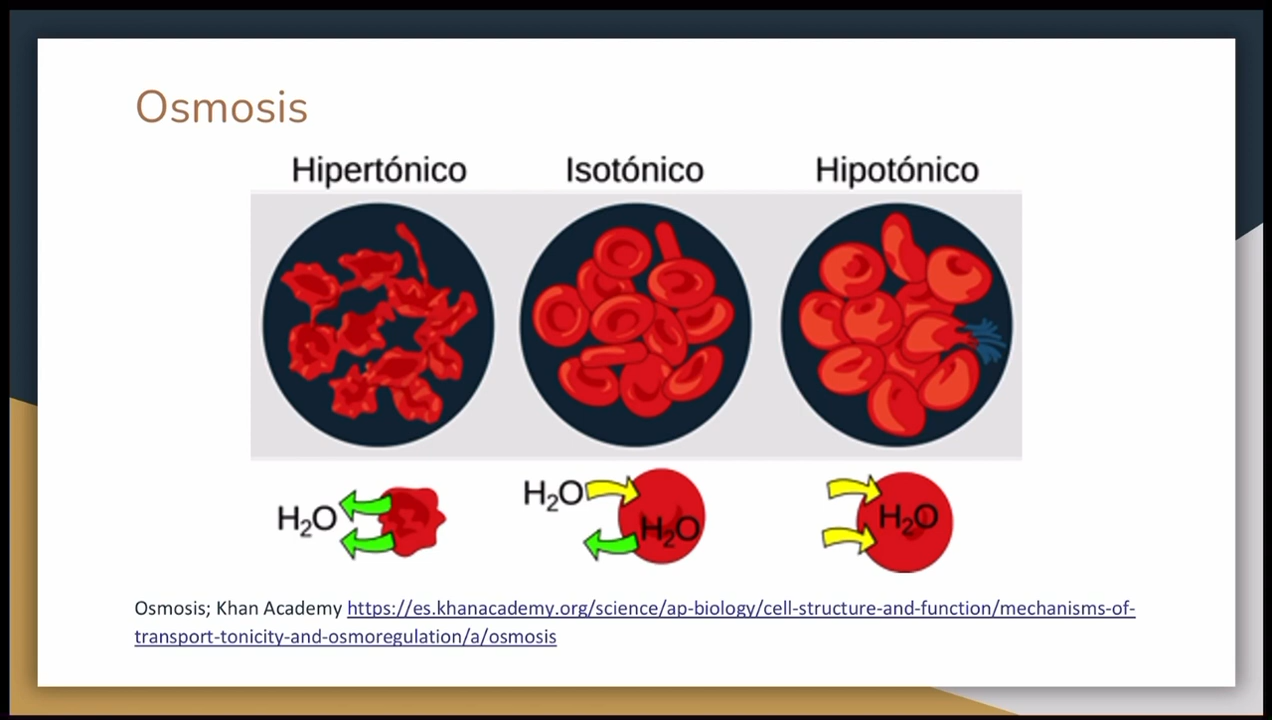 Osmosis
Hipertónico Isotónico Hipotónico
H₂O
H₂O
H₂O
H₂O
Osmosis; Khan Academy https://es.khanacademy.org/science/ap-biology/cell-structure-and-function/mechanisms-of-
transport-tonicity-and-osmoregulation/a/osmosis